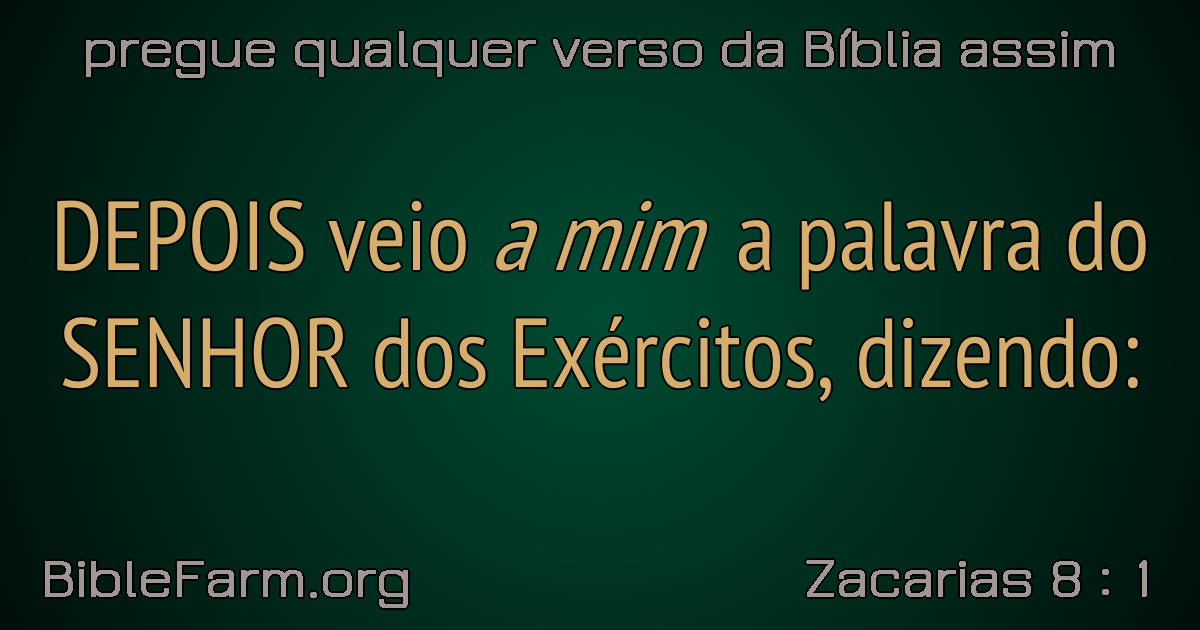 pregue qualquer verso da Bíblia assim
DEPOIS veio a mim a palavra do
SENHOR dos Exércitos, dizendo:
BibleFarm.org
Zacarias 8 : 1